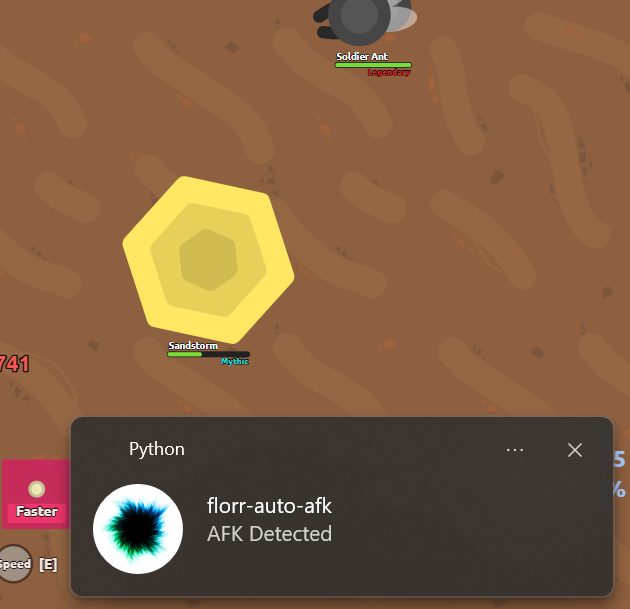 Soldier Ant
Legendary
Sandstorm
Mythic
741
Python
florr-auto-afk
AFK Detected
5
%
Faster
Speed [E]